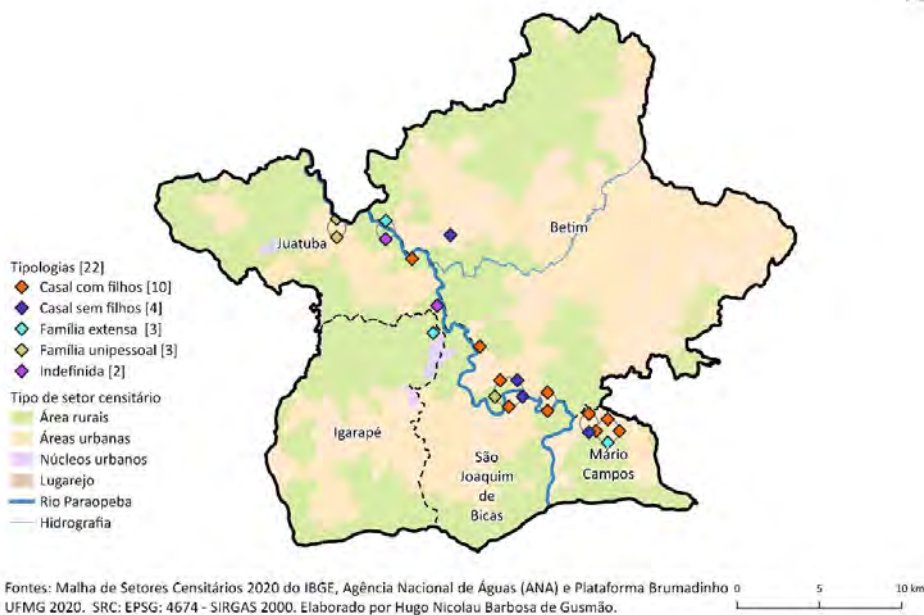 Juatuba
Betim
Tipologias [22]
Casal com filhos [10]
Casal sem filhos [4]
Família extensa [3]
Família unipessoal [3]
Indefinida [2]
Tipo de setor censitário
Área rurais
Áreas urbanas
Núcleos urbanos
Lugarejo
Rio Paraopeba
Hidrografia
Igarapé
São
Joaquim
de
Bicas
Mário
Campos
Fontes: Malha de Setores Censitários 2020 do IBGE, Agência Nacional de Águas (ANA) e Plataforma Brumadinho
UFMG 2020. SRC: EPSG: 4674 - SIRGAS 2000. Elaborado por Hugo Nicolau Barbosa de Gusmão.
0 5 10 km